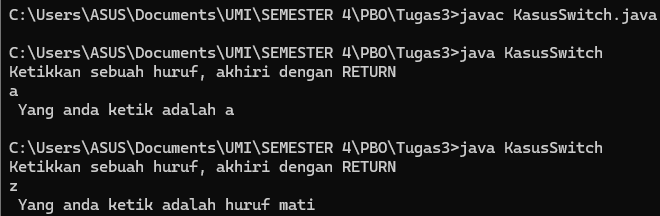 C:\Users\ASUS\Documents\UMI\SEMESTER 4\PBO\Tugas3>javac KasusSwitch.java
C:\Users\ASUS\Documents\UMI\SEMESTER 4\PBO\Tugas3>java KasusSwitch
Ketikkan sebuah huruf, akhiri dengan RETURN
a
 Yang anda ketik adalah a
C:\Users\ASUS\Documents\UMI\SEMESTER 4\PBO\Tugas3>java KasusSwitch
Ketikkan sebuah huruf, akhiri dengan RETURN
z
 Yang anda ketik adalah huruf mati